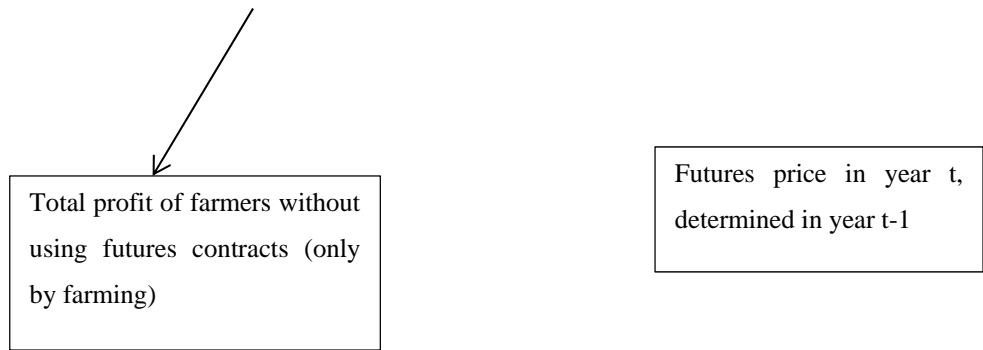 Total profit of farmers without
using futures contracts (only
by farming)
Futures price in year t,
determined in year t-1